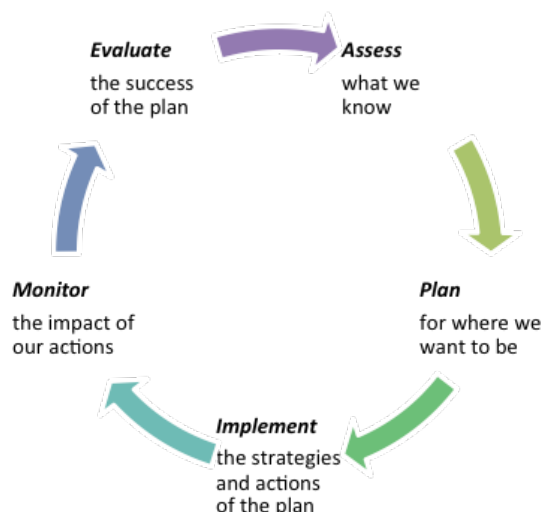 Evaluate
the success
of the plan
Assess
what we
know
Plan
for where we
want to be
Implement
the strategies
and actions
of the plan
Monitor
the impact of
our actions